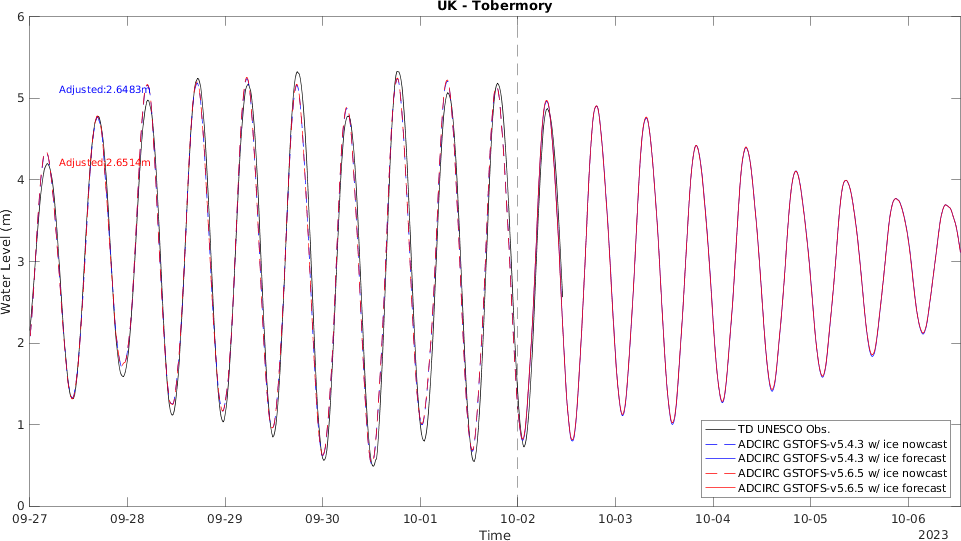 UK - Tobermory
6
5
4
3
2
1
0
Water Level (m)
Adjusted:2.6483m
Adjusted:2.6514m
TD UNESCO Obs.
ADCIRC GSTOFS-v5.4.3 w/ ice nowcast
ADCIRC GSTOFS-v5.4.3 w/ ice forecast
ADCIRC GSTOFS-v5.6.5 w/ ice nowcast
ADCIRC GSTOFS-v5.6.5 w/ ice forecast
09-27 09-28 09-29 09-30 10-01 10-02 10-03 10-04 10-05 10-06
Time
2023